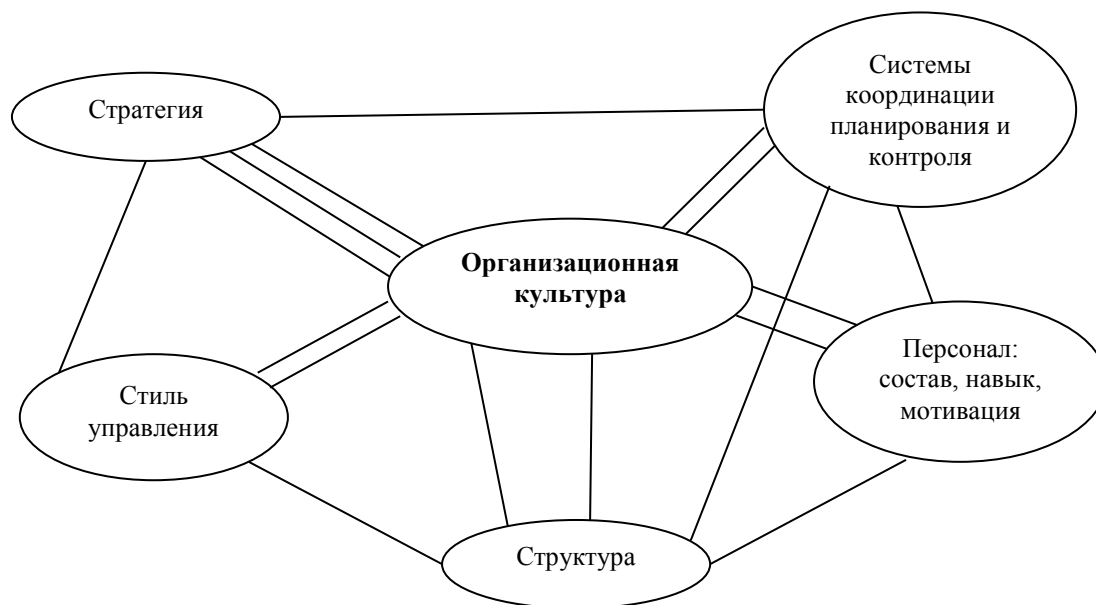 Стратегия
Системы
координации
планирования и
контроля
Организационная
культура
Стиль
управления
Персонал:
состав, навык,
мотивация
Структура